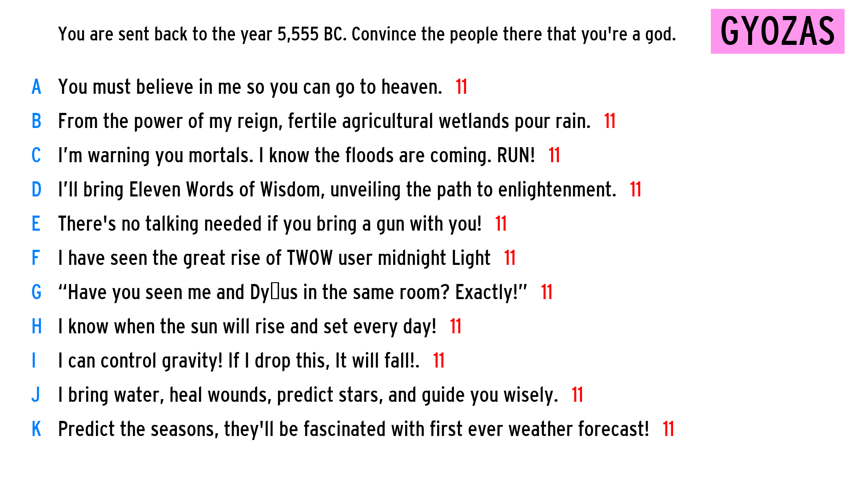 You are sent back to the year 5,555 BC. Convince the people there that you're a god.
GYOZAS
A You must believe in me so you can go to heaven. 11
B From the power of my reign, fertile agricultural wetlands pour rain. 11
C I'm warning you mortals. I know the floods are coming. RUN! 11
D I'll bring Eleven Words of Wisdom, unveiling the path to enlightenment. 11
E There's no talking needed if you bring a gun with you! 11
F I have seen the great rise of TWOW user midnight Light 11
G “Have you seen me and Dy▯us in the same room? Exactly!” 11
H I know when the sun will rise and set every day! 11
I I can control gravity! If I drop this, It will fall!. 11
J I bring water, heal wounds, predict stars, and guide you wisely. 11
K Predict the seasons, they'll be fascinated with first ever weather forecast! 11